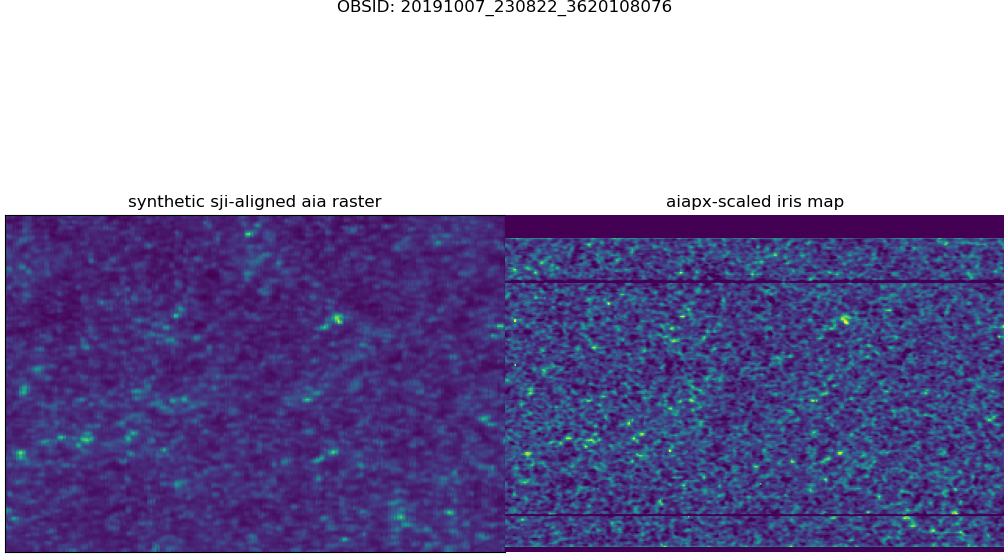 OBSID: 20191007_230822_3620108076
synthetic sji-aligned aia raster
aiapx-scaled iris map